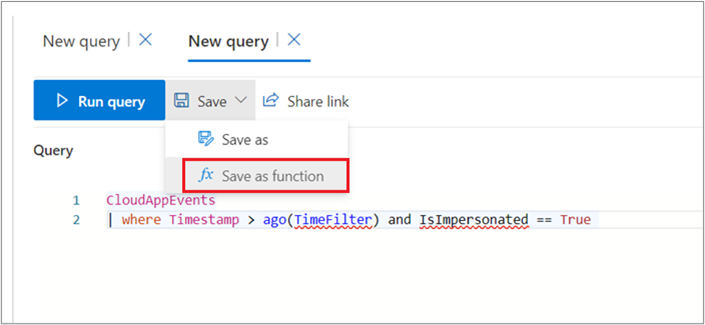 New query New query
Run query Save Share link
Save as
Query
fx Save as function
1 CloudAppEvents
2 | where Timestamp > ago(TimeFilter) and IsImpersonated == True